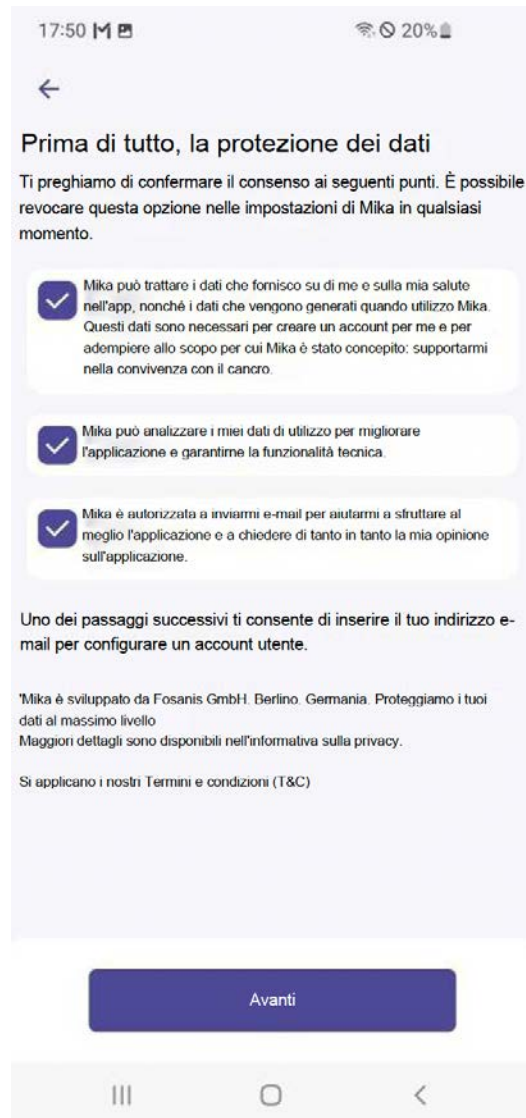 17:50 20%
Prima di tutto, la protezione dei dati
Ti preghiamo di confermare il consenso ai seguenti punti. È possibile
revocare questa opzione nelle impostazioni di Mika in qualsiasi
momento.
Mika può trattare i dati che fornisco su di me e sulla mia salute
nell'app, nonché i dati che vengono generati quando utilizzo Mika.
Questi dati sono necessari per creare un account per me e per
adempiere allo scopo per cui Mika è stato concepito: supportarmi
nella convivenza con il cancro.
Mika può analizzare i miei dati di utilizzo per migliorare
l'applicazione e garantirne la funzionalità tecnica.
Mika è autorizzata a inviarmi e-mail per aiutarmi a sfruttare al
meglio l'applicazione e a chiedere di tanto in tanto la mia opinione
sull'applicazione.
Uno dei passaggi successivi ti consente di inserire il tuo indirizzo e-
mail per configurare un account utente.
'Mika è sviluppato da Fosanis GmbH. Berlino. Germania. Proteggiamo i tuoi
dati al massimo livello
Maggiori dettagli sono disponibili nell'informativa sulla privacy.
Si applicano i nostri Termini e condizioni (T&C)
Avanti